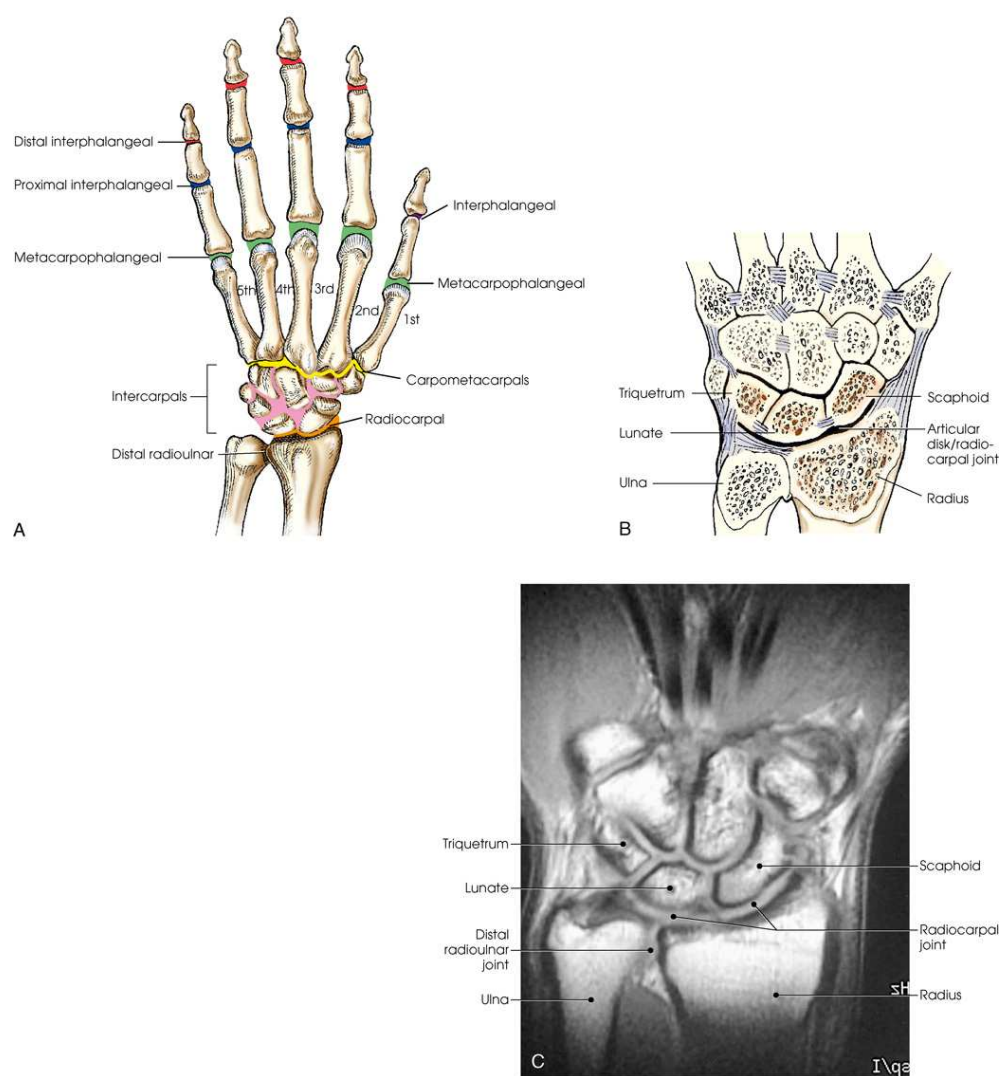 Distal interphalangeal
Proximal interphalangeal
Metacarpophalangeal
Interphalangeal
Metacarpophalangeal
5th
4th
3rd
2nd
1st
Intercarpals
Carpometacarpals
Radiocarpal
Distal radioulnar
A
Triquetrum
Lunate
Ulna
Scaphoid
Articular
disk/radio-
carpal joint
Radius
B
Triquetrum
Lunate
Distal
radioulnar
joint
Ulna
Scaphoid
Radiocarpal
joint
Radius
C